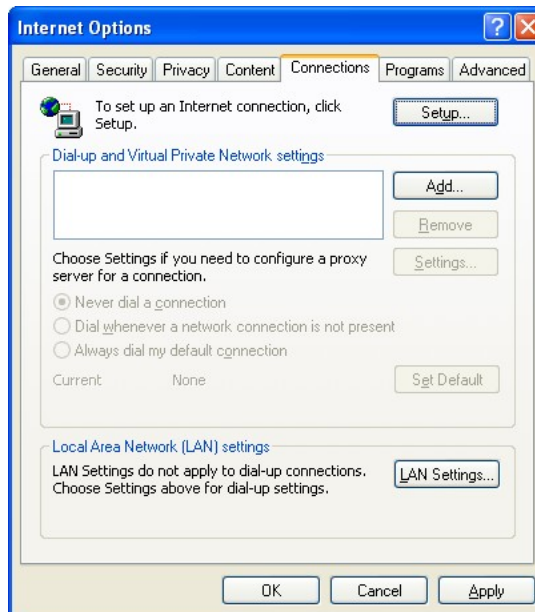 Internet Options
General Security Privacy Content Connections Programs Advanced
To set up an Internet connection, click
Setup.
Setup...
Dial-up and Virtual Private Network settings
Add...
Remove
Choose Settings if you need to configure a proxy
server for a connection.
Settings...
Never dial a connection
Dial whenever a network connection is not present
Always dial my default connection
Current None
Set Default
Local Area Network (LAN) settings
LAN Settings do not apply to dial-up connections.
Choose Settings above for dial-up settings.
LAN Settings...
OK Cancel Apply